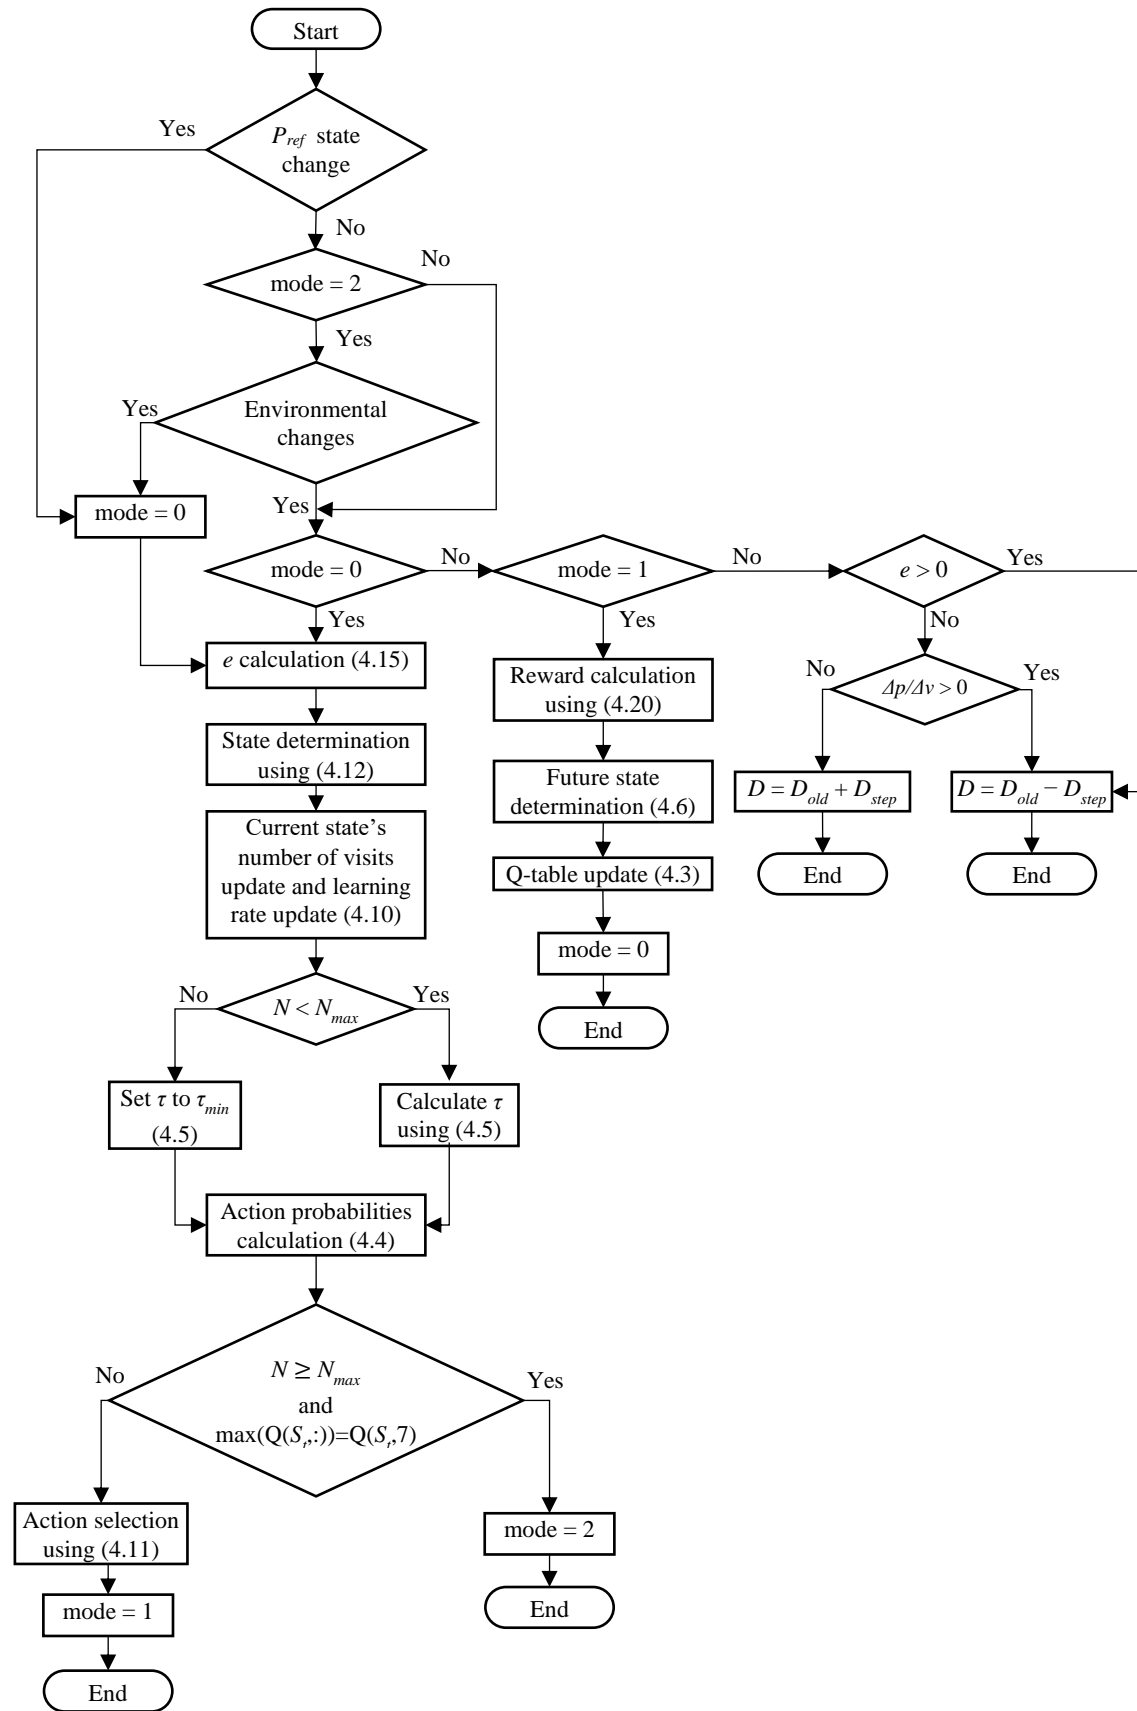 Start
Yes
P_ref state
change
No
mode = 2
No
Yes
Environmental
changes
Yes
Yes
mode = 0
mode = 0
No
mode = 1
No
e > 0
Yes
Yes
Yes
No
e calculation (4.15)
Reward calculation
using (4.20)
No
Δp/Δv > 0
Yes
State determination
using (4.12)
Future state
determination (4.6)
D = D_old + D_step
D = D_old − D_step
Current state's
number of visits
update and learning
rate update (4.10)
Q-table update (4.3)
End
End
mode = 0
No
N < N_max
Yes
End
Set τ to τ_min
(4.5)
Calculate τ
using (4.5)
Action probabilities
calculation (4.4)
No
N ≥ N_max
and
max(Q(S_t,:)=Q(S_t,7)
Yes
Action selection
using (4.11)
mode = 2
mode = 1
End
End